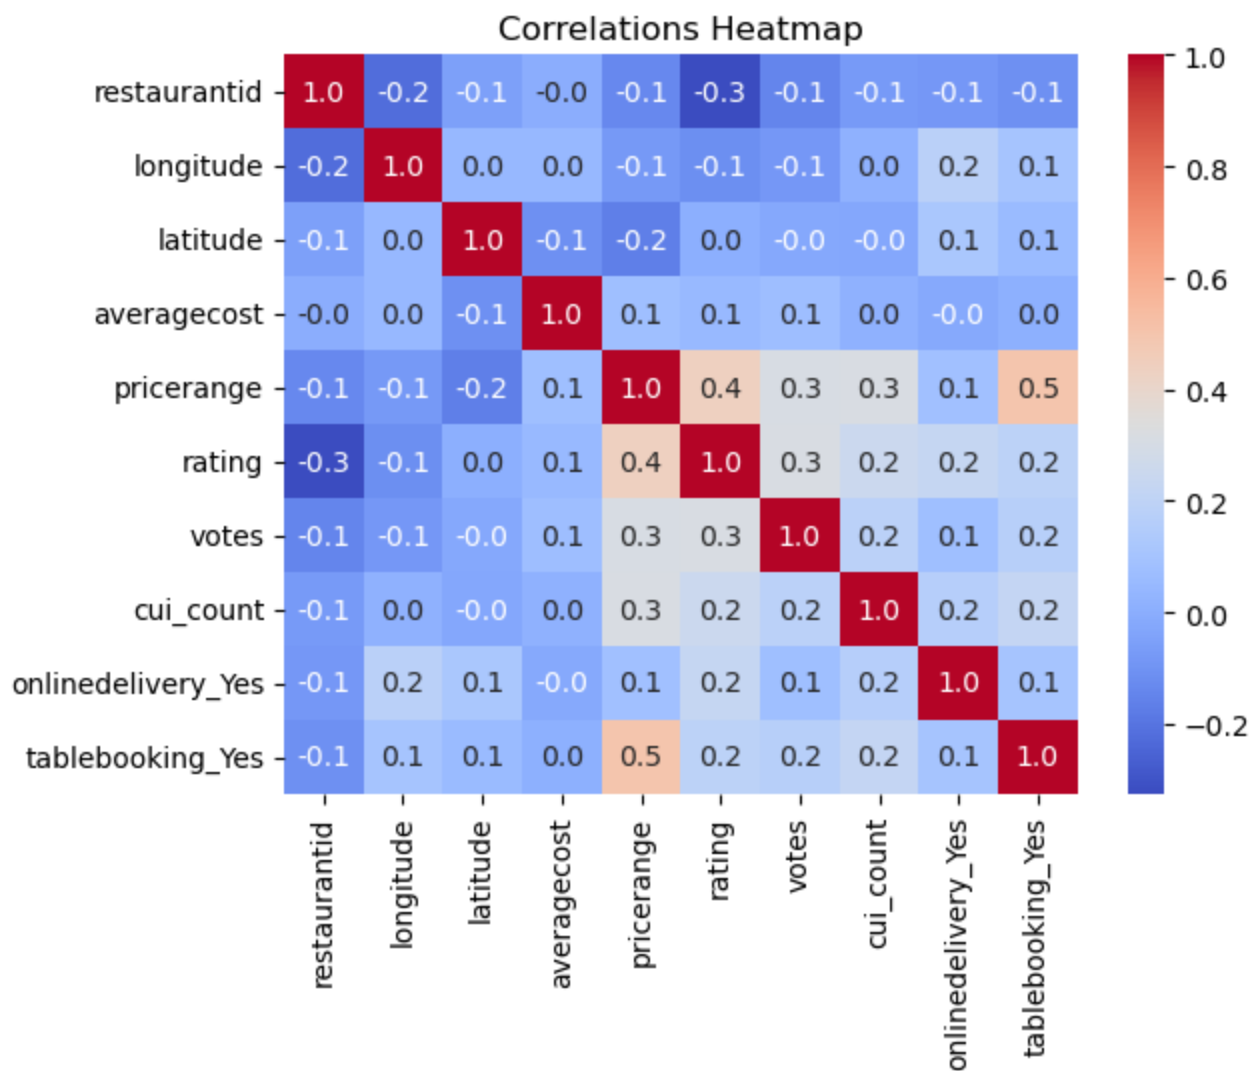 Correlations Heatmap
restaurantid 1.0 -0.2 -0.1 -0.0 -0.1 -0.3 -0.1 -0.1 -0.1 -0.1
longitude -0.2 1.0 0.0 0.0 -0.1 -0.1 -0.1 0.0 0.2 0.1
latitude -0.1 0.0 1.0 -0.1 -0.2 0.0 -0.0 -0.0 0.1 0.1
averagecost -0.0 0.0 -0.1 1.0 0.1 0.1 0.1 0.0 -0.0 0.0
pricerange -0.1 -0.1 -0.2 0.1 1.0 0.4 0.3 0.3 0.1 0.5
rating -0.3 -0.1 0.0 0.1 0.4 1.0 0.3 0.2 0.2 0.2
votes -0.1 -0.1 -0.0 0.1 0.3 0.3 1.0 0.2 0.1 0.2
cui_count -0.1 0.0 -0.0 0.0 0.3 0.2 0.2 1.0 0.2 0.2
onlinedelivery_Yes -0.1 0.2 0.1 -0.0 0.1 0.2 0.1 0.2 1.0 0.1
tablebooking_Yes -0.1 0.1 0.1 0.0 0.5 0.2 0.2 0.2 0.1 1.0
restaurantid
longitude
latitude
averagecost
pricerange
rating
votes
cui_count
onlinedelivery_Yes
tablebooking_Yes
1.0
0.8
0.6
0.4
0.2
0.0
−0.2